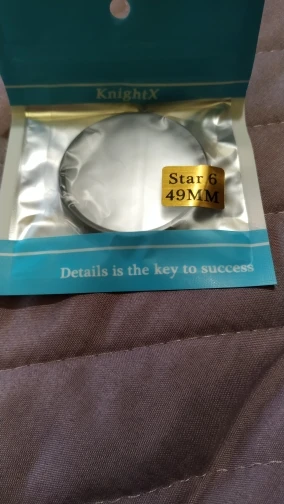 KnightX
Star 6
49MM
Details is the key to success